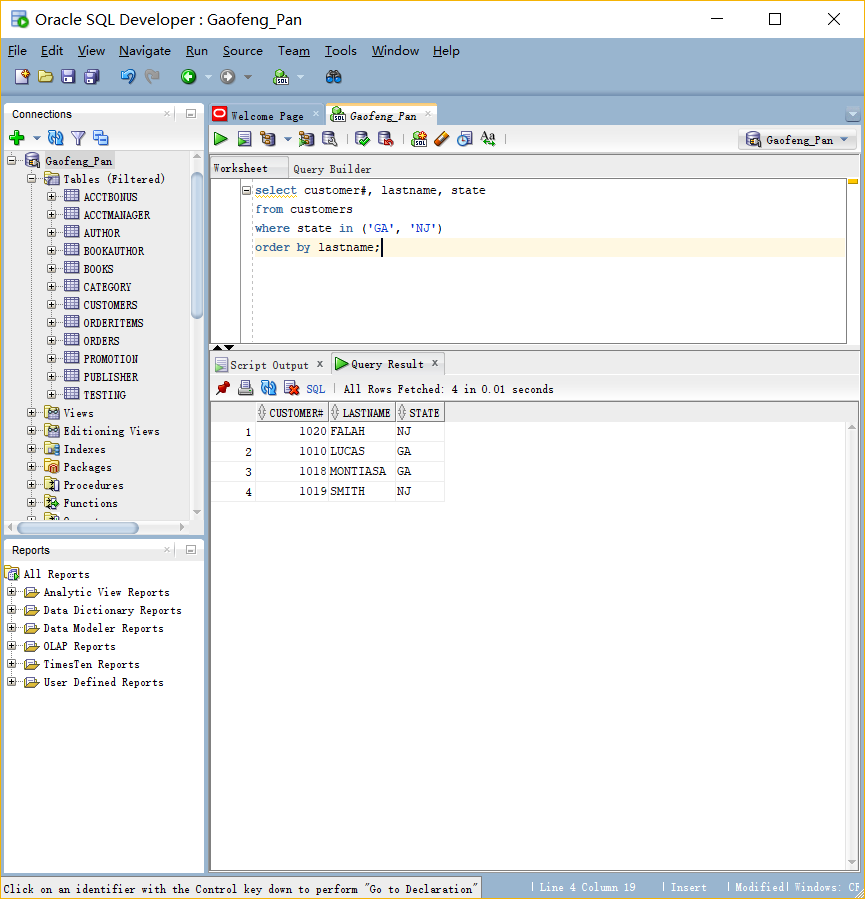 Oracle SQL Developer : Gaofeng_Pan
File Edit View Navigate Run Source Team Tools Window Help
Connections
Gaofeng_Pan
Tables (Filtered)
ACCTBONUS
ACCTMANAGER
AUTHOR
BOOKAUTHOR
BOOKS
CATEGORY
CUSTOMERS
ORDERITEMS
ORDERS
PROMOTION
PUBLISHER
TESTING
Views
Editioning Views
Indexes
Packages
Procedures
Functions
Reports
All Reports
Analytic View Reports
Data Dictionary Reports
Data Modeler Reports
OLAP Reports
TimesTen Reports
User Defined Reports
Welcome Page Gaofeng_Pan
Gaofeng_Pan
Worksheet Query Builder
select customer#, lastname, state
from customers
where state in ('GA', 'NJ')
order by lastname;
Script Output x Query Result x
SQL All Rows Fetched: 4 in 0.01 seconds
CUSTOMER# LASTNAME STATE
1 1020 FALAH NJ
2 1010 LUCAS GA
3 1018 MONTIASA GA
4 1019 SMITH NJ
Click on an identifier with the Control key down to perform "Go to Declaration"
Line 4 Column 19 | Insert | Modified | Windows: